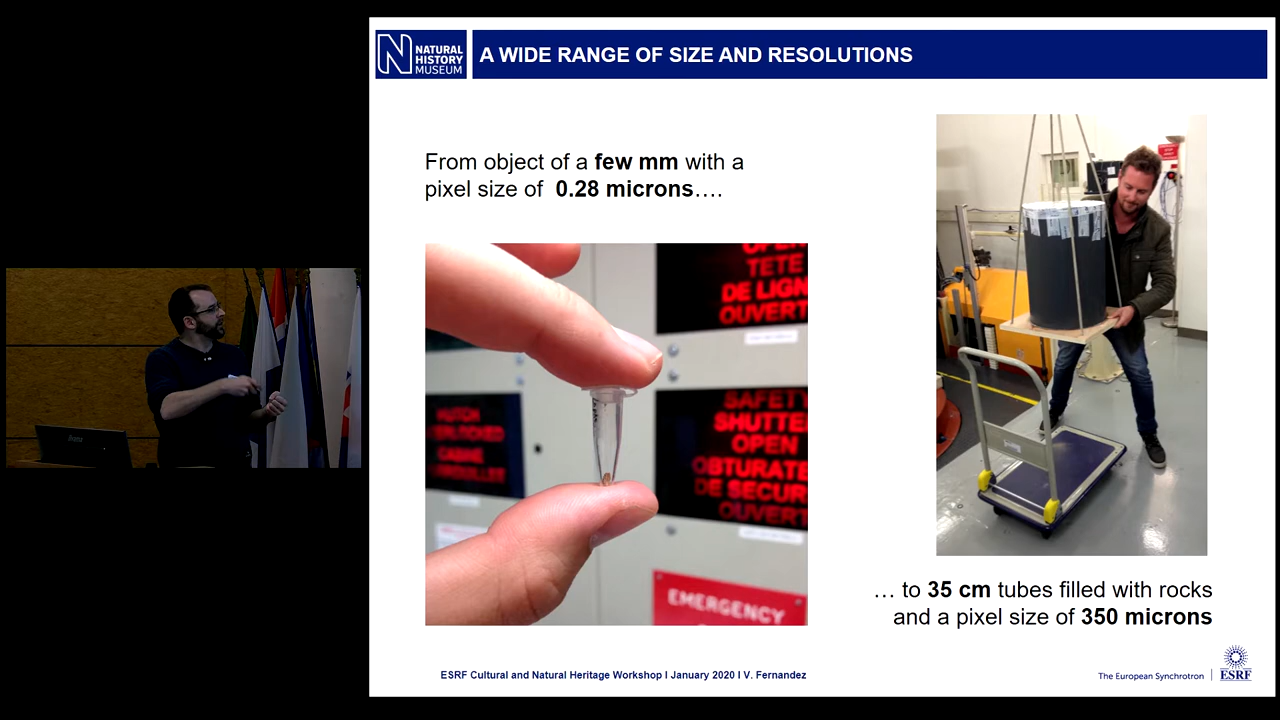 NATURAL
HISTORY
MUSEUM
A WIDE RANGE OF SIZE AND RESOLUTIONS
From object of a few mm with a
pixel size of 0.28 microns….
TETE
DE LIGN
OUVERT
SAFETY
SHUTTE
OPEN
OBTURATE
DE SECUR
OUVERT
HUTCH
CABINE
EMERGENCY
… to 35 cm tubes filled with rocks
and a pixel size of 350 microns
ESRF Cultural and Natural Heritage Workshop I January 2020 I V. Fernandez
The European Synchrotron
ESRF